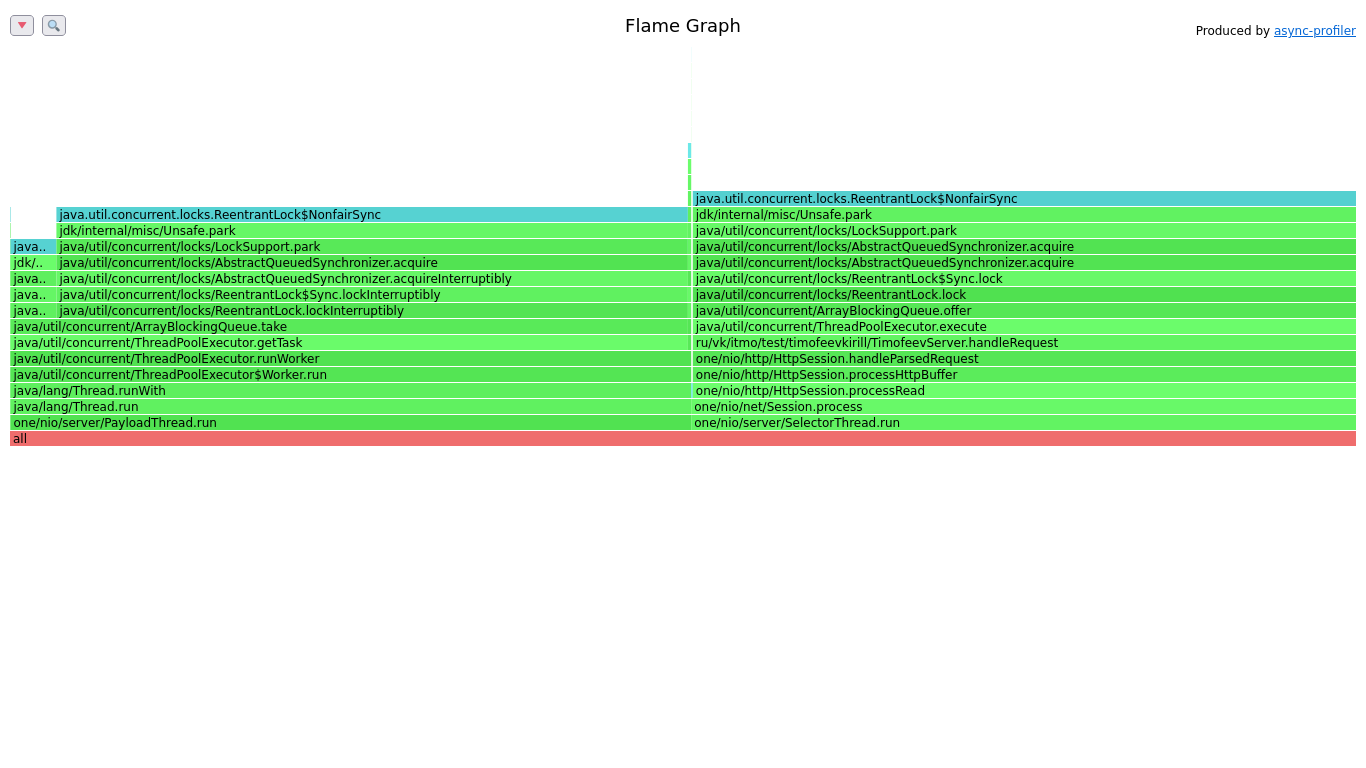 Flame Graph
Produced by async-profiler
java.util.concurrent.locks.ReentrantLock$NonfairSync
java.util.concurrent.locks.ReentrantLock$NonfairSync jdk/internal/misc/Unsafe.park
jdk/internal/misc/Unsafe.park java/util/concurrent/locks/LockSupport.park
java.. java/util/concurrent/locks/LockSupport.park java/util/concurrent/locks/AbstractQueuedSynchronizer.acquire
jdk/.. java/util/concurrent/locks/AbstractQueuedSynchronizer.acquire java/util/concurrent/locks/AbstractQueuedSynchronizer.acquire
java.. java/util/concurrent/locks/AbstractQueuedSynchronizer.acquireInterruptibly java/util/concurrent/locks/ReentrantLock$Sync.lock
java.. java/util/concurrent/locks/ReentrantLock$Sync.lockInterruptibly java/util/concurrent/locks/ReentrantLock.lock
java.. java/util/concurrent/locks/ReentrantLock.lockInterruptibly java/util/concurrent/ArrayBlockingQueue.offer
java/util/concurrent/ArrayBlockingQueue.take java/util/concurrent/ThreadPoolExecutor.execute
java/util/concurrent/ThreadPoolExecutor.getTask ru/vk/itmo/test/timofeevkirill/TimofeevServer.handleRequest
java/util/concurrent/ThreadPoolExecutor.runWorker one/nio/http/HttpSession.handleParsedRequest
java/util/concurrent/ThreadPoolExecutor$Worker.run one/nio/http/HttpSession.processHttpBuffer
java/lang/Thread.runWith one/nio/http/HttpSession.processRead
java/lang/Thread.run one/nio/net/Session.process
one/nio/server/PayloadThread.run one/nio/server/SelectorThread.run
all